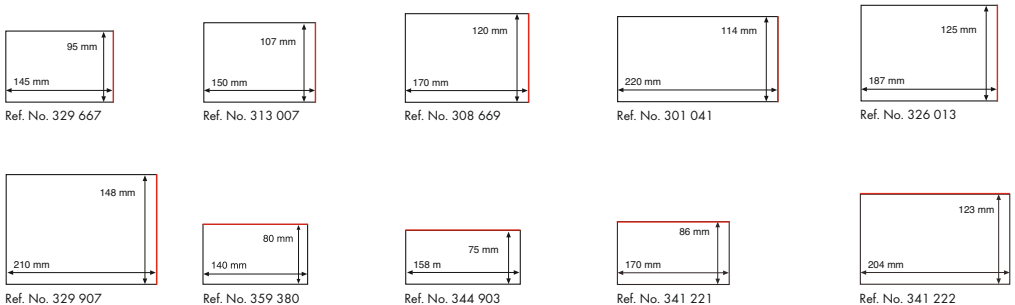 95 mm
145 mm
Ref. No. 329 667
107 mm
150 mm
Ref. No. 313 007
120 mm
170 mm
Ref. No. 308 669
114 mm
220 mm
Ref. No. 301 041
125 mm
187 mm
Ref. No. 326 013
148 mm
210 mm
Ref. No. 329 907
80 mm
140 mm
Ref. No. 359 380
75 mm
158 m
Ref. No. 344 903
86 mm
170 mm
Ref. No. 341 221
123 mm
204 mm
Ref. No. 341 222